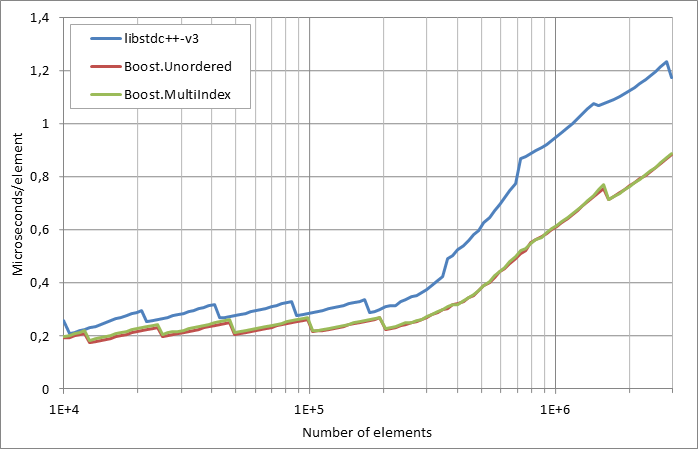 1,4
libstdc++-v3
Boost.Unordered
Boost.MultiIndex
1,2
1
0,8
0,6
0,4
0,2
0
Microseconds/element
1E+4
1E+5
1E+6
Number of elements